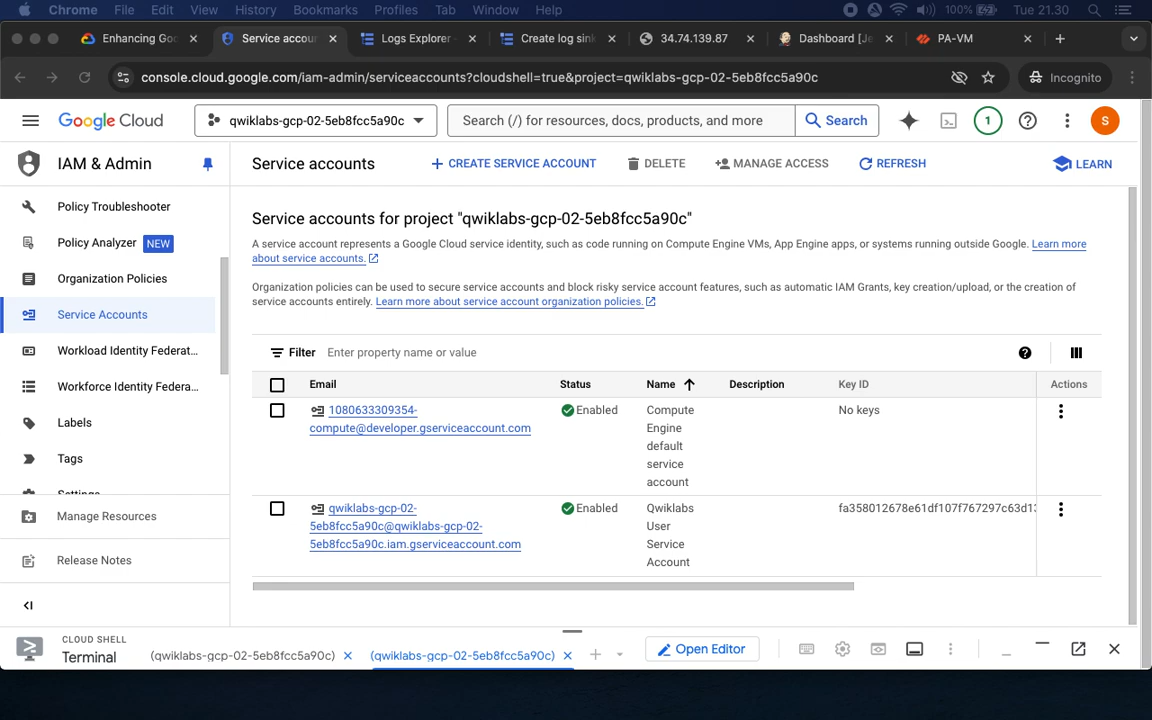 Chrome File Edit View History Bookmarks Profiles Tab Window Help 100% Tue 21.30
Enhancing Goo Service accoun Logs Explorer - Create log sink 34.74.139.87 Dashboard [Je PA-VM
console.cloud.google.com/iam-admin/serviceaccounts?cloudshell=true&project=qwiklabs-gcp-02-5eb8fcc5a90c Incognito
Google Cloud qwiklabs-gcp-02-5eb8fcc5a90c Search (/) for resources, docs, products, and more Search 1 S
IAM & Admin Service accounts CREATE SERVICE ACCOUNT DELETE MANAGE ACCESS REFRESH LEARN
Policy Troubleshooter
Policy Analyzer NEW
Organization Policies
Service Accounts
Workload Identity Federat...
Workforce Identity Federa...
Labels
Tags
Settings
Manage Resources
Release Notes
Service accounts for project "qwiklabs-gcp-02-5eb8fcc5a90c"
A service account represents a Google Cloud service identity, such as code running on Compute Engine VMs, App Engine apps, or systems running outside Google. Learn more
about service accounts.
Organization policies can be used to secure service accounts and block risky service account features, such as automatic IAM Grants, key creation/upload, or the creation of
service accounts entirely. Learn more about service account organization policies.
Filter Enter property name or value
Email Status Name Description Key ID Actions
1080633309354- Enabled Compute No keys
compute@developer.gserviceaccount.com Engine
default
service
account
qwiklabs-gcp-02- Enabled Qwiklabs fa358012678e61df107f767297c63d13
5eb8fcc5a90c@qwiklabs-gcp-02- User
5eb8fcc5a90c.iam.gserviceaccount.com Service
Account
CLOUD SHELL
Terminal (qwiklabs-gcp-02-5eb8fcc5a90c) (qwiklabs-gcp-02-5eb8fcc5a90c) Open Editor